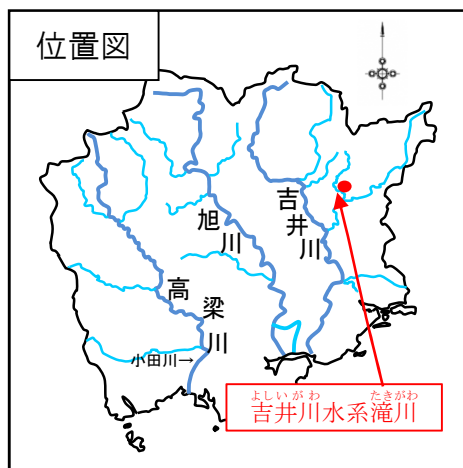 位置図
吉井川
旭川
高梁川
小田川→
よしいがわ たきがわ
吉井川水系滝川